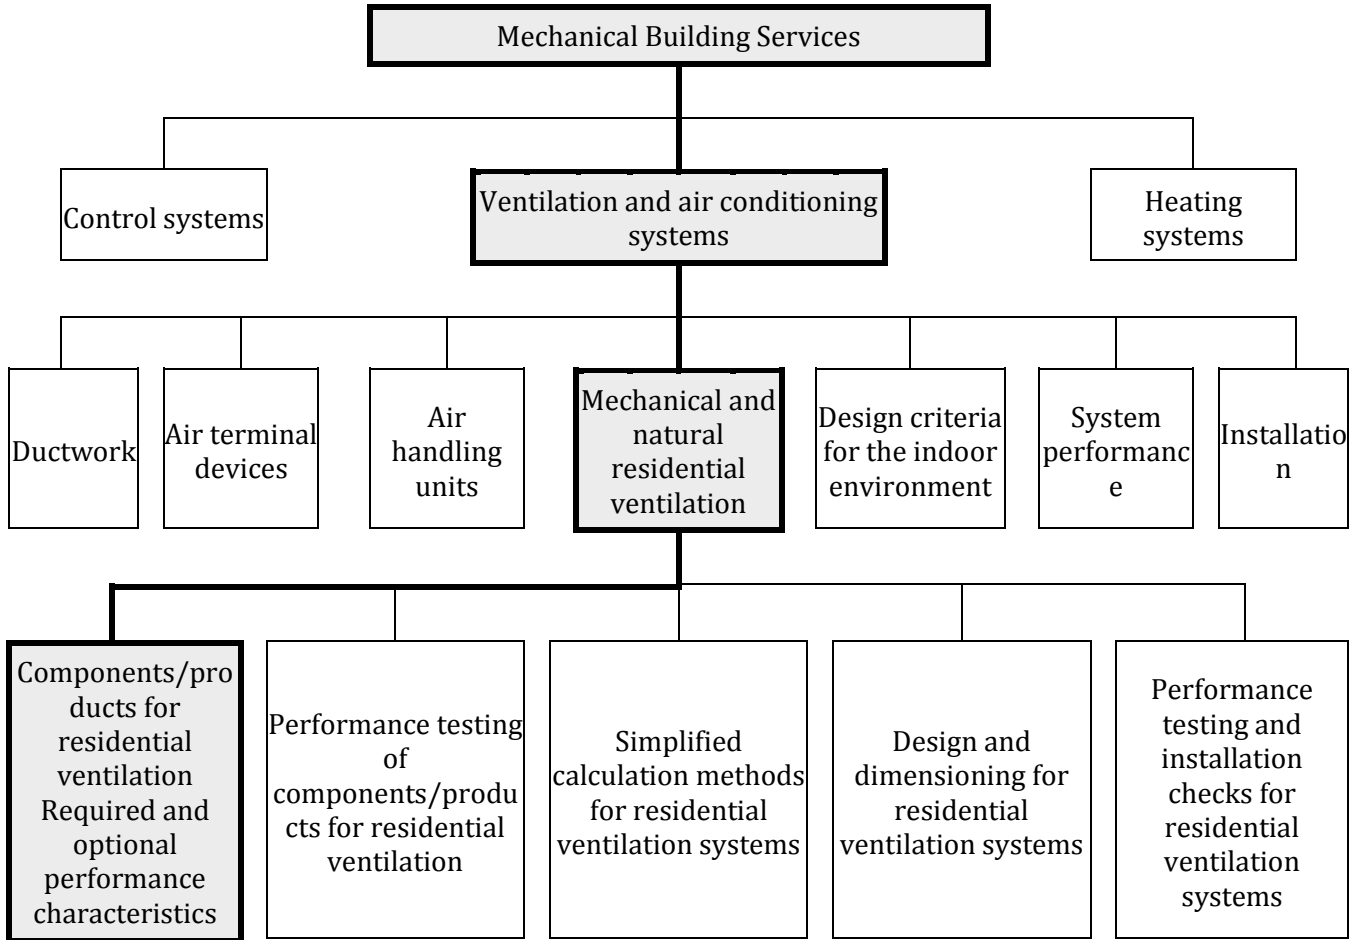 Mechanical Building Services
Control systems
Ventilation and air conditioning
systems
Heating
systems
Ductwork
Air terminal
devices
Air
handling
units
Mechanical and
natural
residential
ventilation
Design criteria
for the indoor
environment
System
performanc
e
Installatio
n
Components/pro
ducts for
residential
ventilation
Required and
optional
performance
characteristics
Performance testing
of
components/produ
cts for residential
ventilation
Simplified
calculation methods
for residential
ventilation systems
Design and
dimensioning for
residential
ventilation systems
Performance
testing and
installation
checks for
residential
ventilation
systems